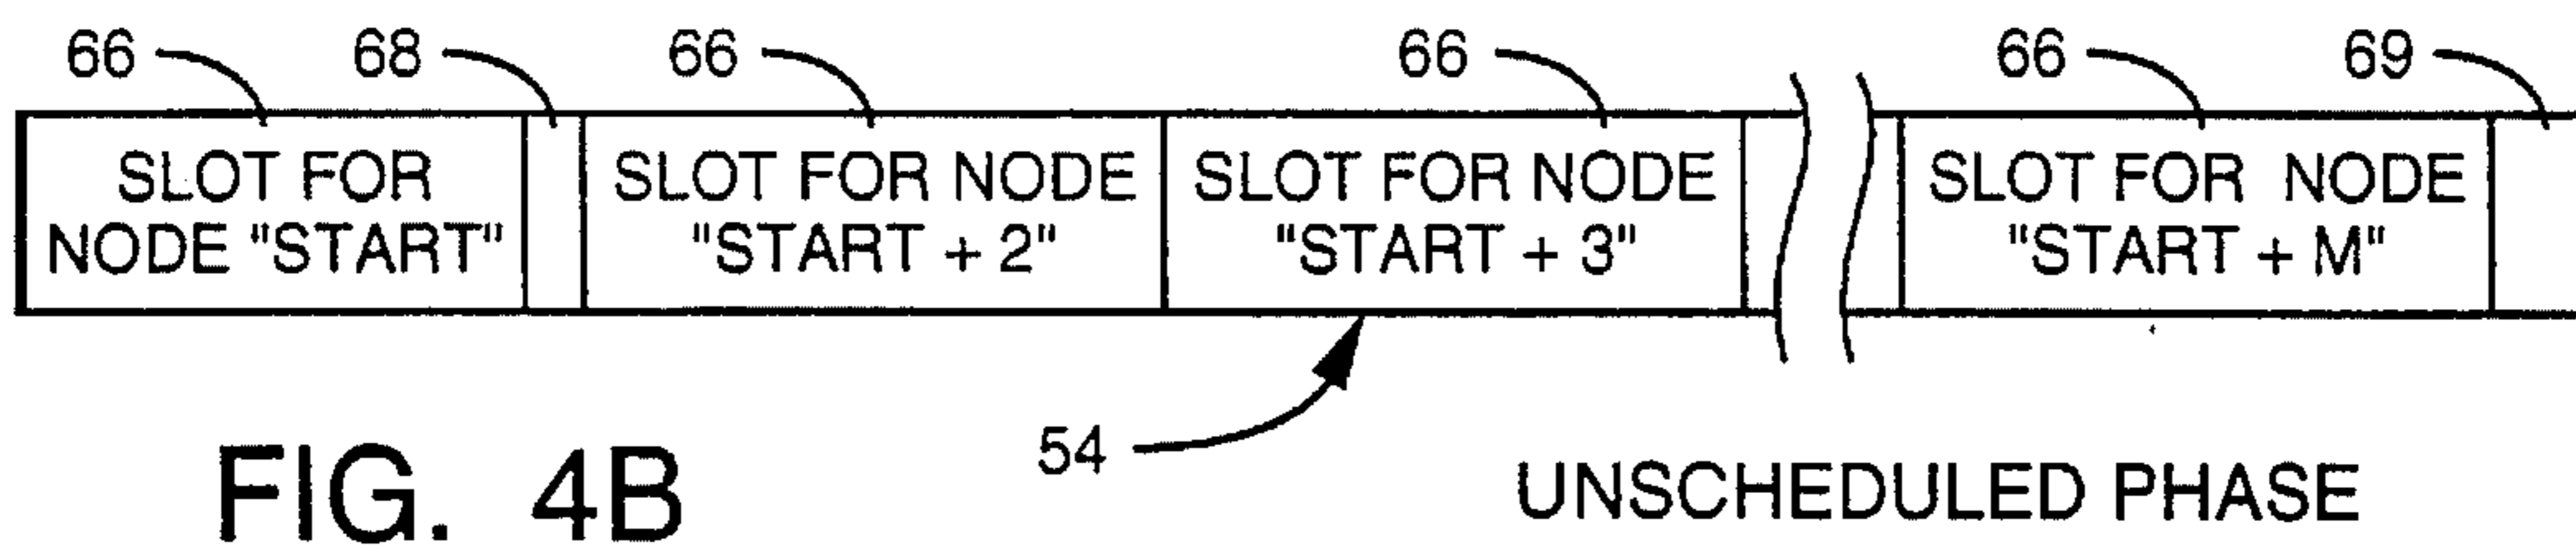 66 68 66 66 66 69
SLOT FOR
NODE "START"
SLOT FOR NODE
"START + 2"
SLOT FOR NODE
"START + 3"
SLOT FOR NODE
"START + M"
54
FIG. 4B
UNSCHEDULED PHASE